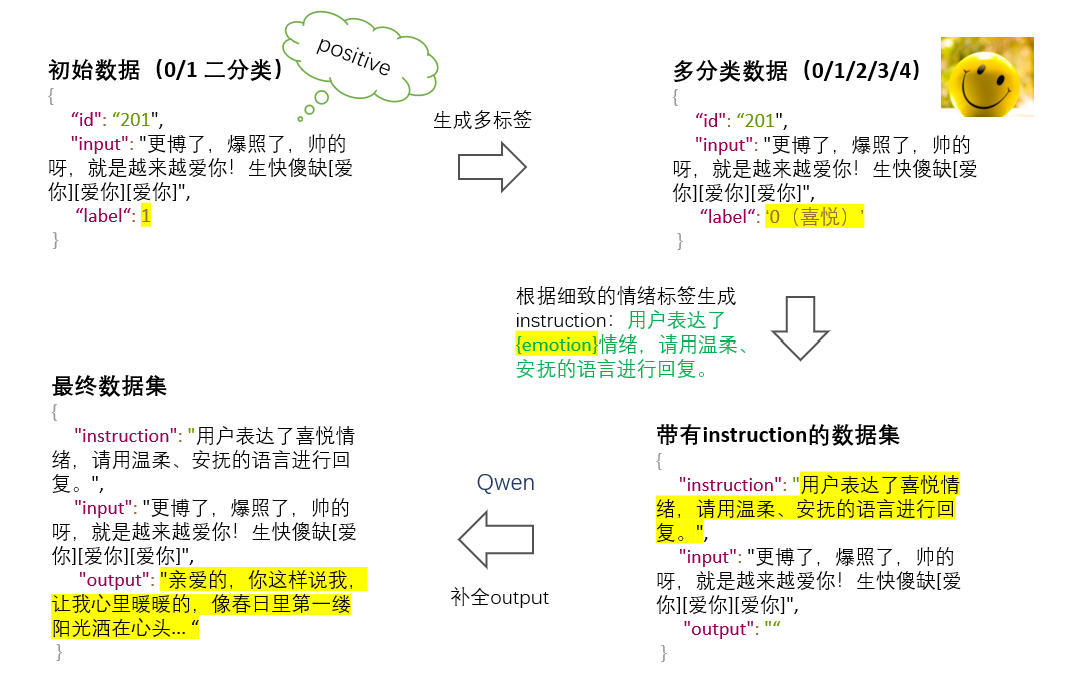 初始数据（0/1 二分类）
positive
{
“id”: “201",
"input": "更博了，爆照了，帅的
呀，就是越来越爱你！生快傻缺[爱
你][爱你][爱你]",
“label“: 1
}
生成多标签
多分类数据（0/1/2/3/4）
{
“id": “201",
"input": "更博了，爆照了，帅的
呀，就是越来越爱你！生快傻缺[爱
你][爱你][爱你]",
“label“: ‘0（喜悦）’
}
根据细致的情绪标签生成
instruction：用户表达了
{emotion}情绪，请用温柔、
安抚的语言进行回复。
带有instruction的数据集
{
"instruction": "用户表达了喜悦情
绪，请用温柔、安抚的语言进行回
复。",
"input": "更博了，爆照了，帅的
呀，就是越来越爱你！生快傻缺[爱
你][爱你][爱你]",
"output": "“
}
Qwen
补全output
最终数据集
{
"instruction": "用户表达了喜悦情
绪，请用温柔、安抚的语言进行回
复。",
"input": "更博了，爆照了，帅的
呀，就是越来越爱你！生快傻缺[爱
你][爱你][爱你]",
"output": "亲爱的，你这样说我，
让我心里暖暖的，像春日里第一缕
阳光洒在心头... “
}